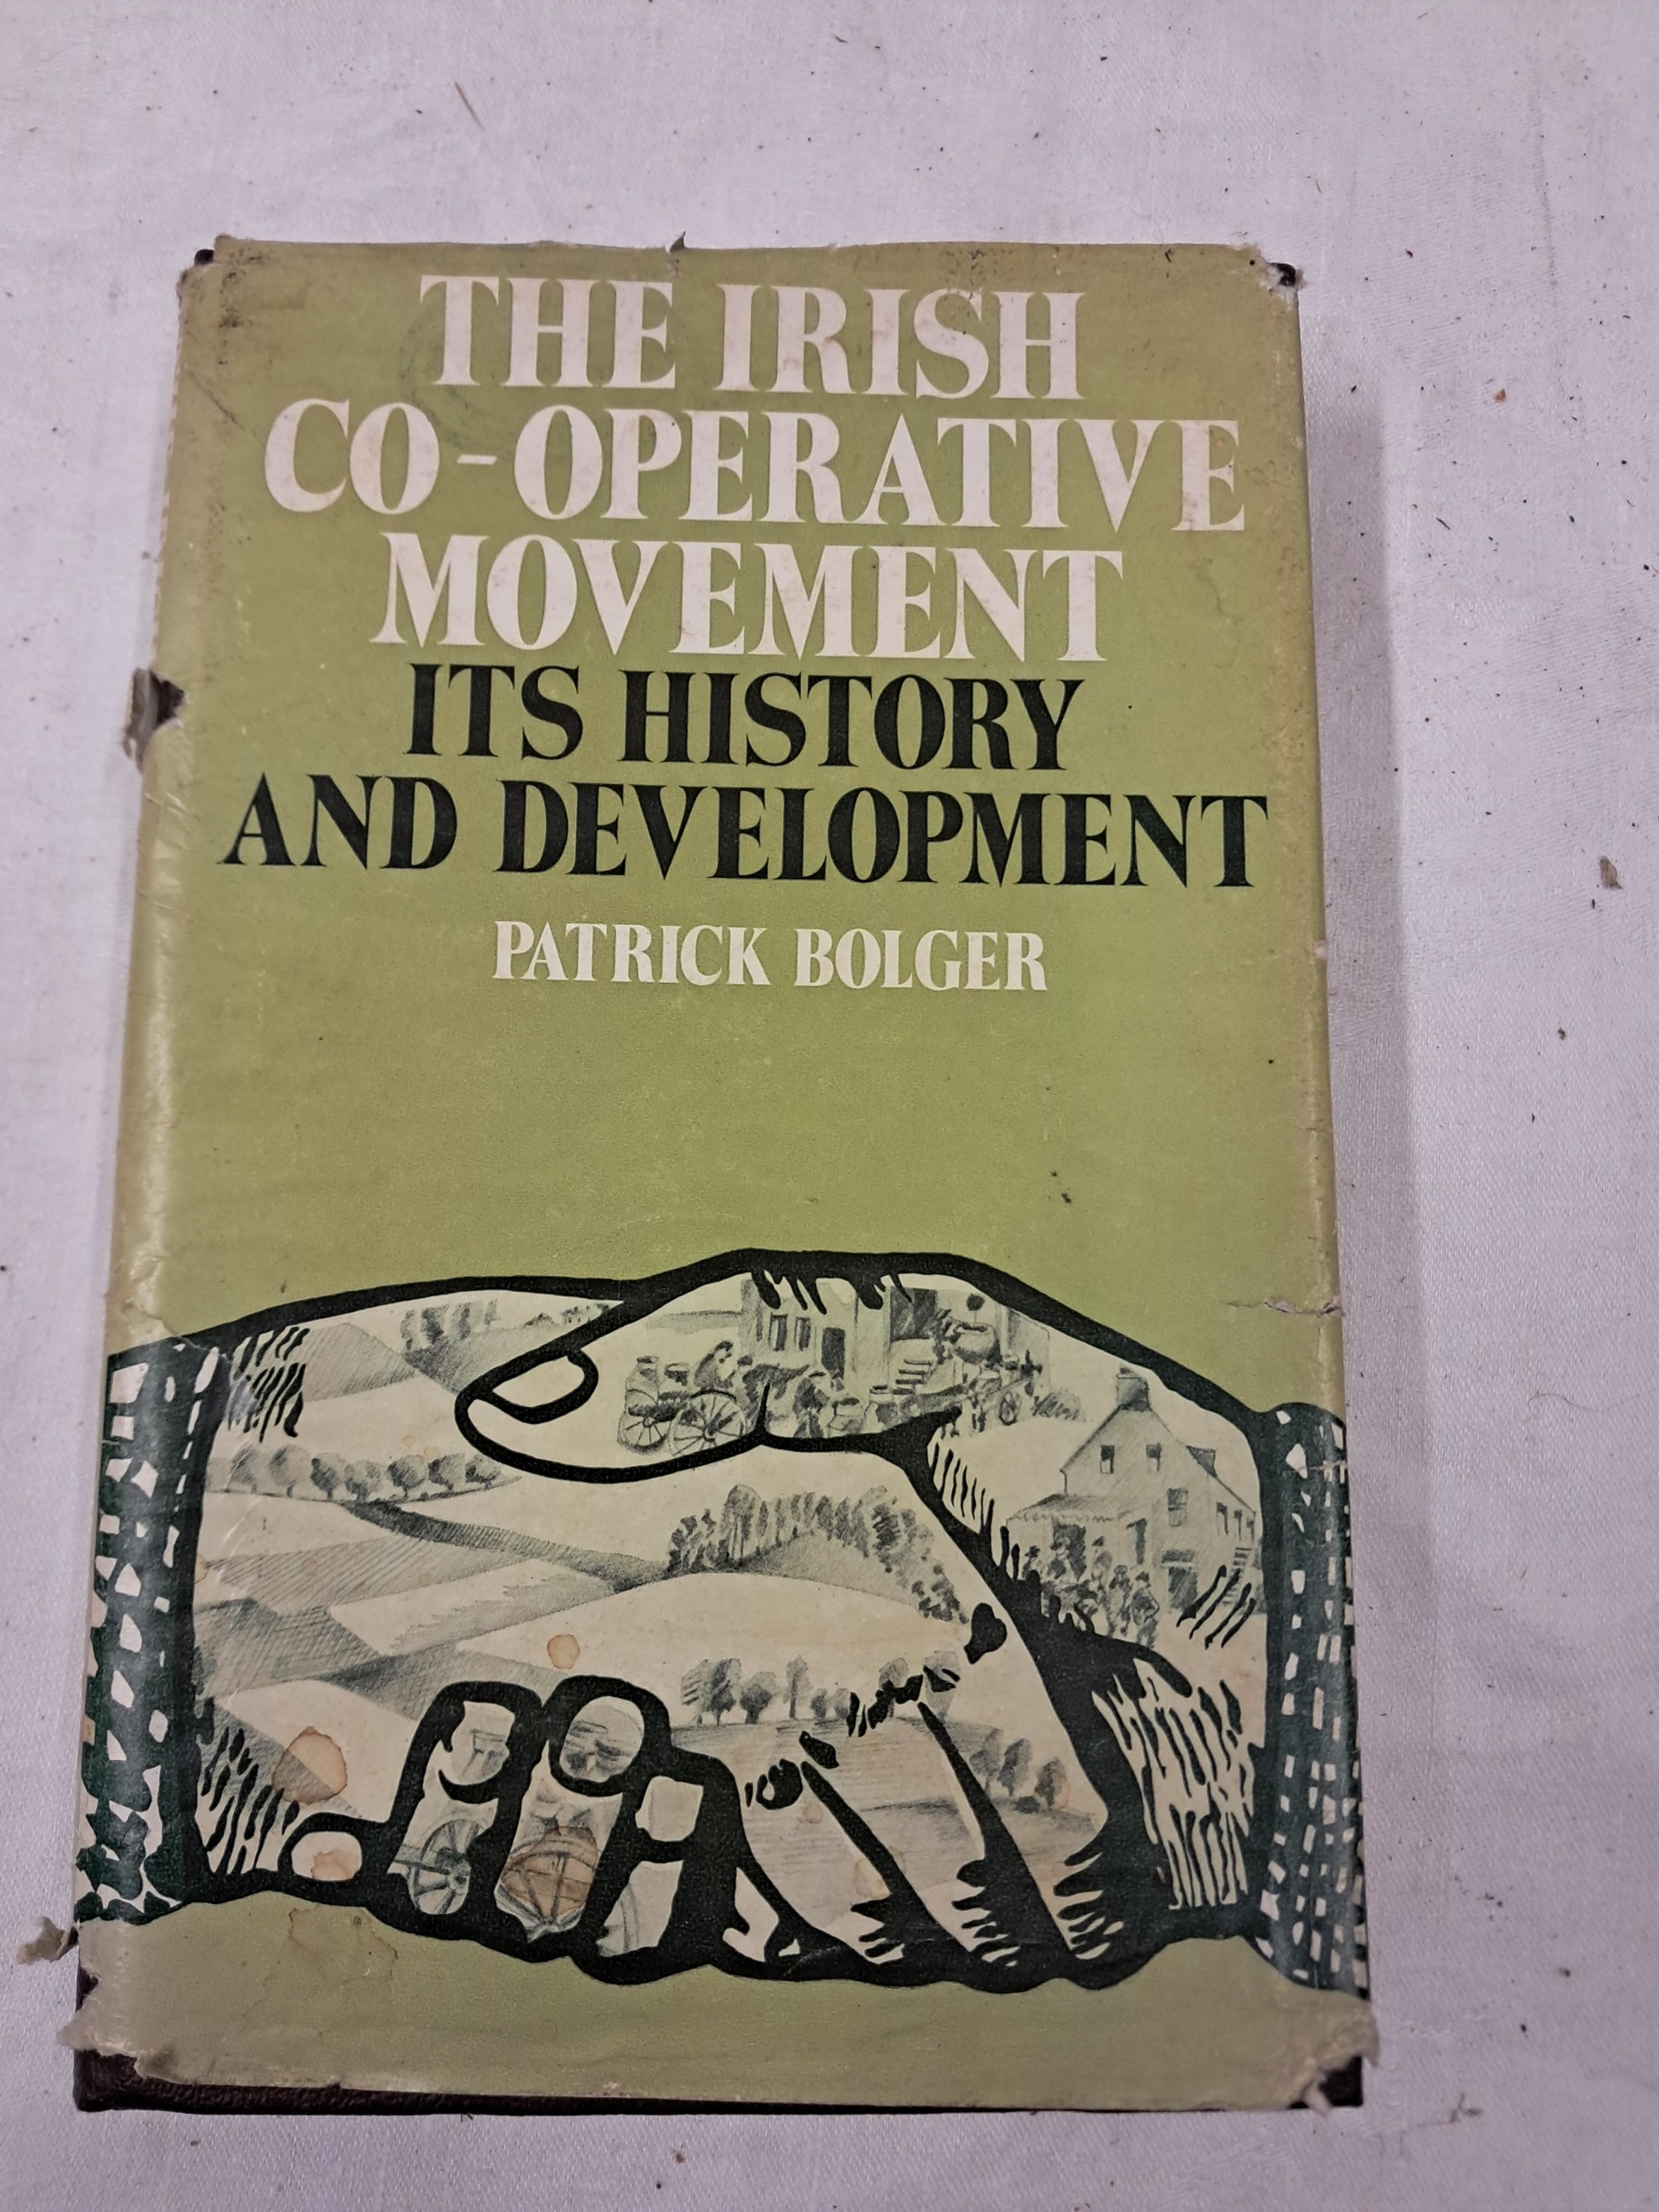 THE IRISH
CO-OPERATIVE
MOVEMENT
ITS HISTORY
AND DEVELOPMENT
PATRICK BOLGER